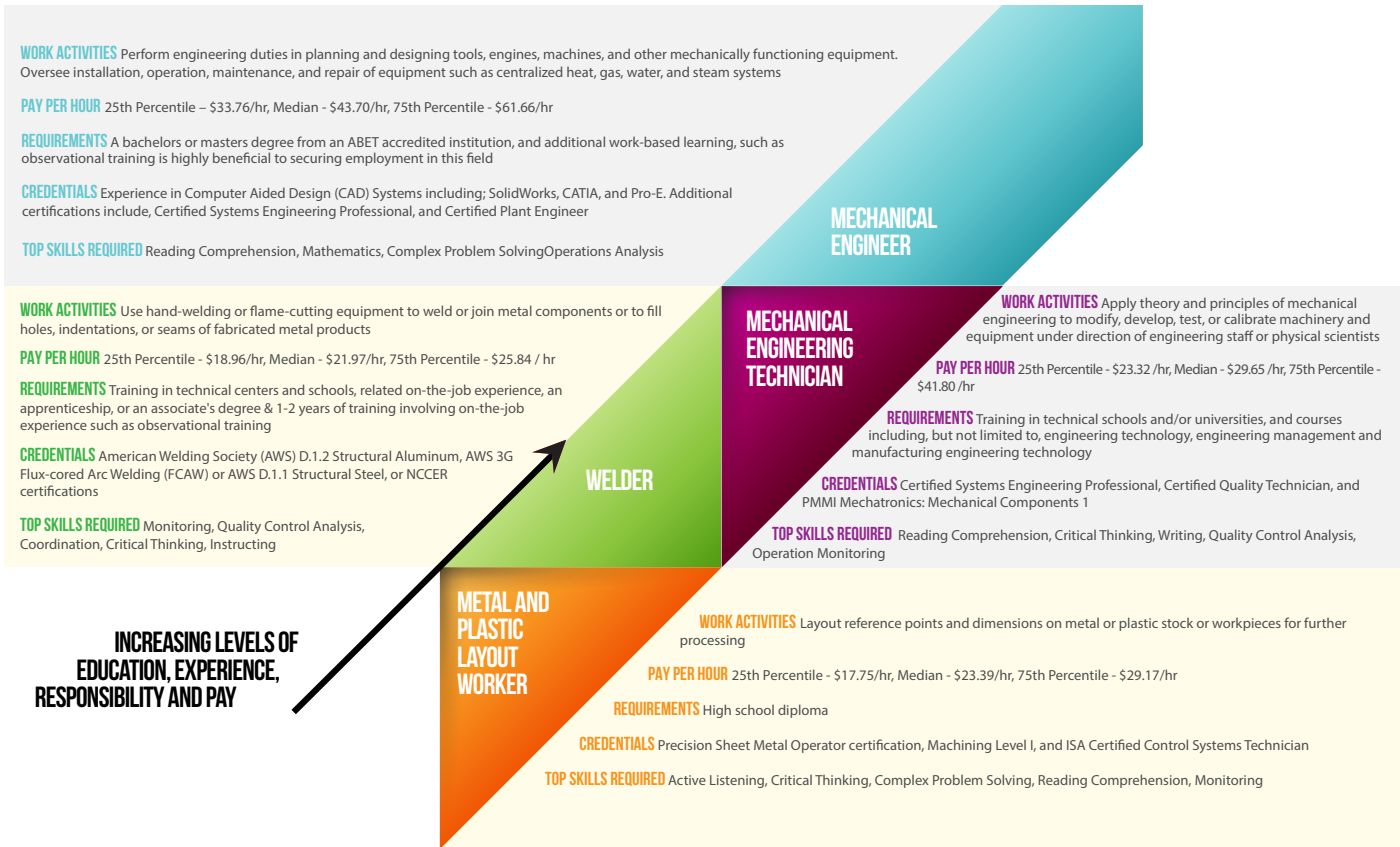 WORK ACTIVITIES Perform engineering duties in planning and designing tools, engines, machines, and other mechanically functioning equipment.
Oversee installation, operation, maintenance, and repair of equipment such as centralized heat, gas, water, and steam systems
PAY PER HOUR 25th Percentile – $33.76/hr, Median - $43.70/hr, 75th Percentile - $61.66/hr
REQUIREMENTS A bachelors or masters degree from an ABET accredited institution, and additional work-based learning, such as
observational training is highly beneficial to securing employment in this field
CREDENTIALS Experience in Computer Aided Design (CAD) Systems including; SolidWorks, CATIA, and Pro-E. Additional
certifications include, Certified Systems Engineering Professional, and Certified Plant Engineer
TOP SKILLS REQUIRED Reading Comprehension, Mathematics, Complex Problem SolvingOperations Analysis
MECHANICAL
ENGINEER
WORK ACTIVITIES Use hand-welding or flame-cutting equipment to weld or join metal components or to fill
holes, indentations, or seams of fabricated metal products
PAY PER HOUR 25th Percentile - $18.96/hr, Median - $21.97/hr, 75th Percentile - $25.84 / hr
REQUIREMENTS Training in technical centers and schools, related on-the-job experience, an
apprenticeship, or an associate's degree & 1-2 years of training involving on-the-job
experience such as observational training
CREDENTIALS American Welding Society (AWS) D.1.2 Structural Aluminum, AWS 3G
Flux-cored Arc Welding (FCAW) or AWS D.1.1 Structural Steel, or NCCER
certifications
TOP SKILLS REQUIRED Monitoring, Quality Control Analysis,
Coordination, Critical Thinking, Instructing
WELDER
MECHANICAL
ENGINEERING
TECHNICIAN
WORK ACTIVITIES Apply theory and principles of mechanical
engineering to modify, develop, test, or calibrate machinery and
equipment under direction of engineering staff or physical scientists
PAY PER HOUR 25th Percentile - $23.32 /hr, Median - $29.65 /hr, 75th Percentile -
$41.80 /hr
REQUIREMENTS Training in technical schools and/or universities, and courses
including, but not limited to, engineering technology, engineering management and
manufacturing engineering technology
CREDENTIALS Certified Systems Engineering Professional, Certified Quality Technician, and
PMMI Mechatronics: Mechanical Components 1
TOP SKILLS REQUIRED Reading Comprehension, Critical Thinking, Writing, Quality Control Analysis,
Operation Monitoring
INCREASING LEVELS OF
EDUCATION, EXPERIENCE,
RESPONSIBILITY AND PAY
METAL AND
PLASTIC
LAYOUT
WORKER
WORK ACTIVITIES Layout reference points and dimensions on metal or plastic stock or workpieces for further
processing
PAY PER HOUR 25th Percentile - $17.75/hr, Median - $23.39/hr, 75th Percentile - $29.17/hr
REQUIREMENTS High school diploma
CREDENTIALS Precision Sheet Metal Operator certification, Machining Level I, and ISA Certified Control Systems Technician
TOP SKILLS REQUIRED Active Listening, Critical Thinking, Complex Problem Solving, Reading Comprehension, Monitoring